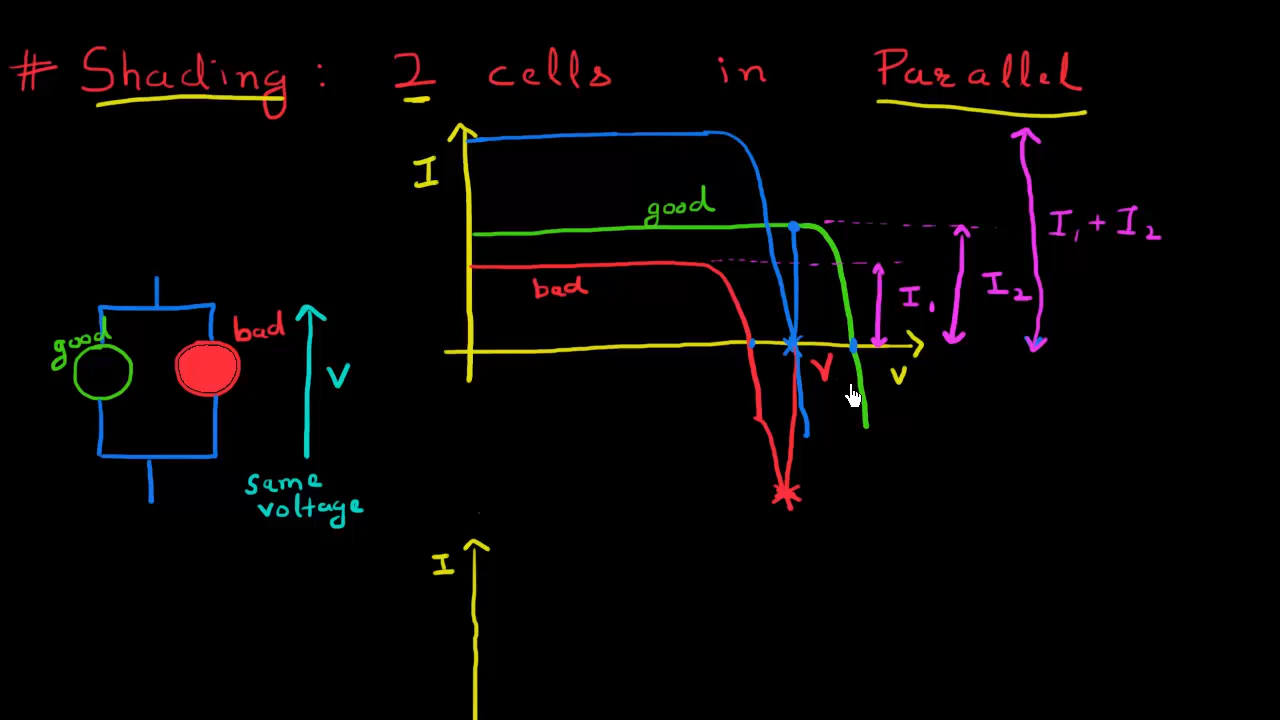 # Shading: 2 cells in Parallel
I
good
bad
I₁
I₂
I₁ + I₂
V
V
good
bad
V
same
voltage
I